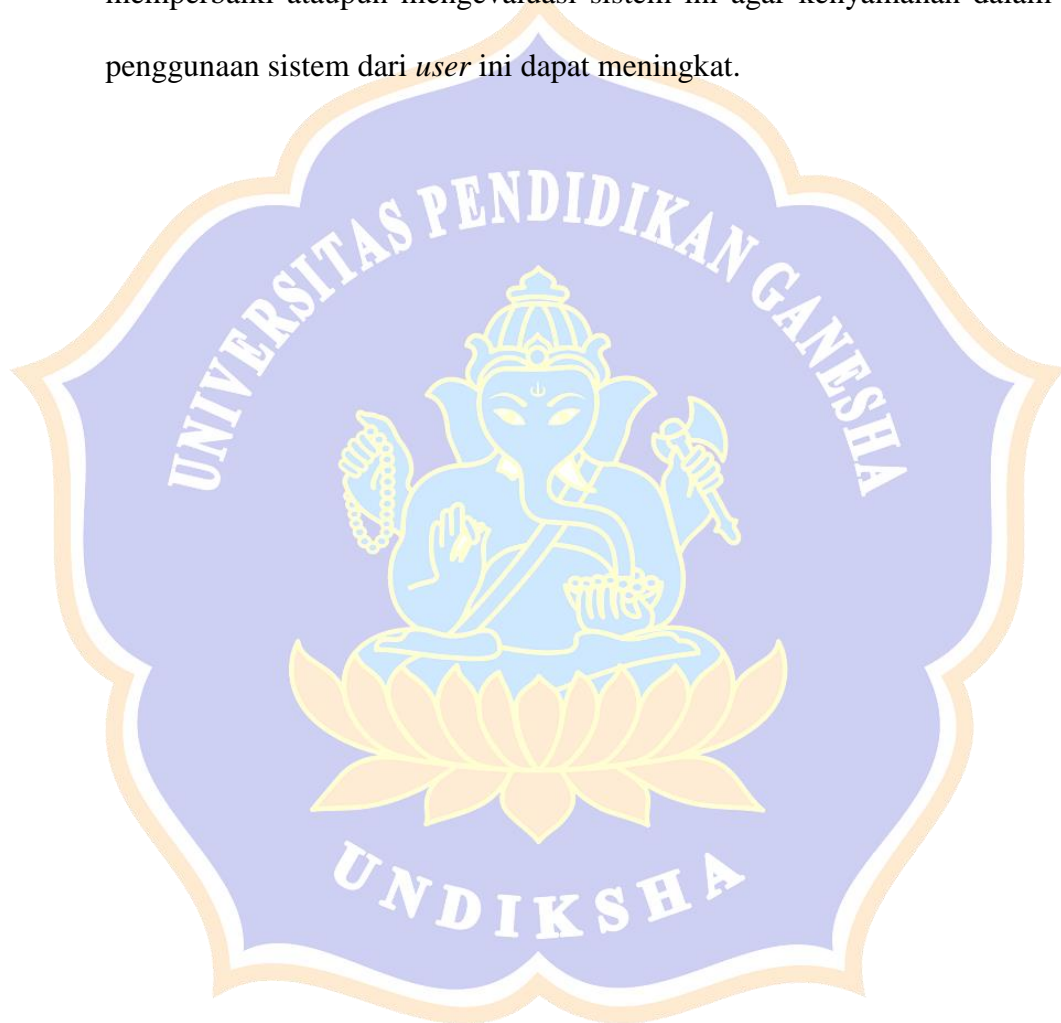 memperbaiki ataupun mengevaluasi sistem ini agar kenyamanan dalam
penggunaan sistem dari user ini dapat meningkat.
UNIVERSITAS PENDIDIKAN GANESHA
UNDIKSHA